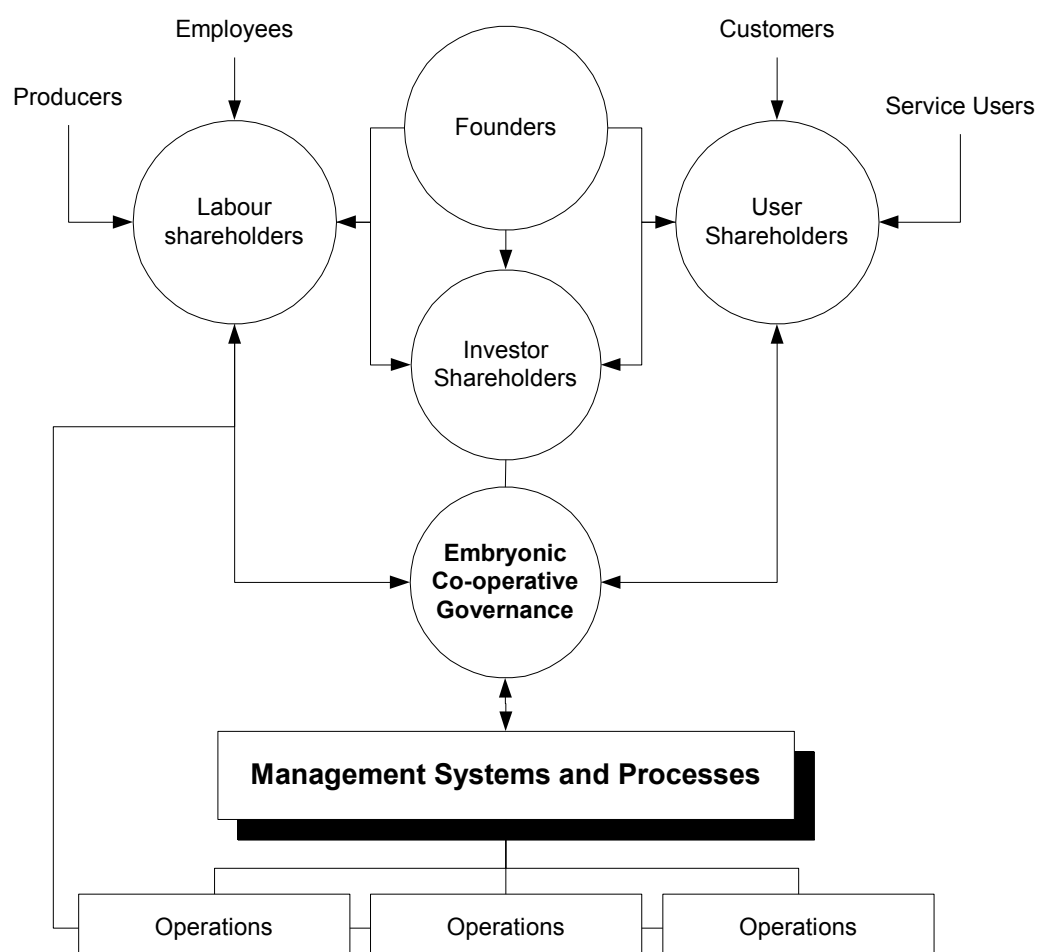 Employees
Customers
Producers
Service Users
Founders
Labour
shareholders
User
Shareholders
Investor
Shareholders
Embryonic
Co-operative
Governance
Management Systems and Processes
Operations
Operations
Operations